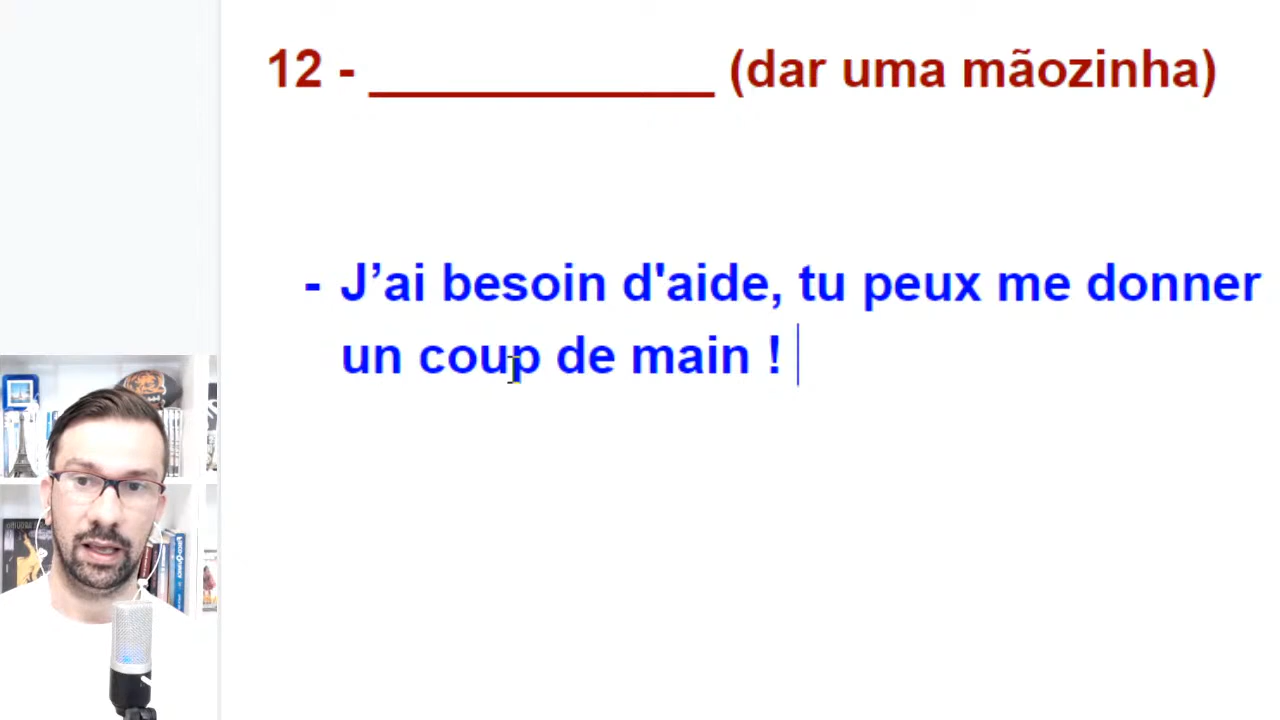 12 - ____________ (dar uma mãozinha)
- J’ai besoin d'aide, tu peux me donner
un coup de main !